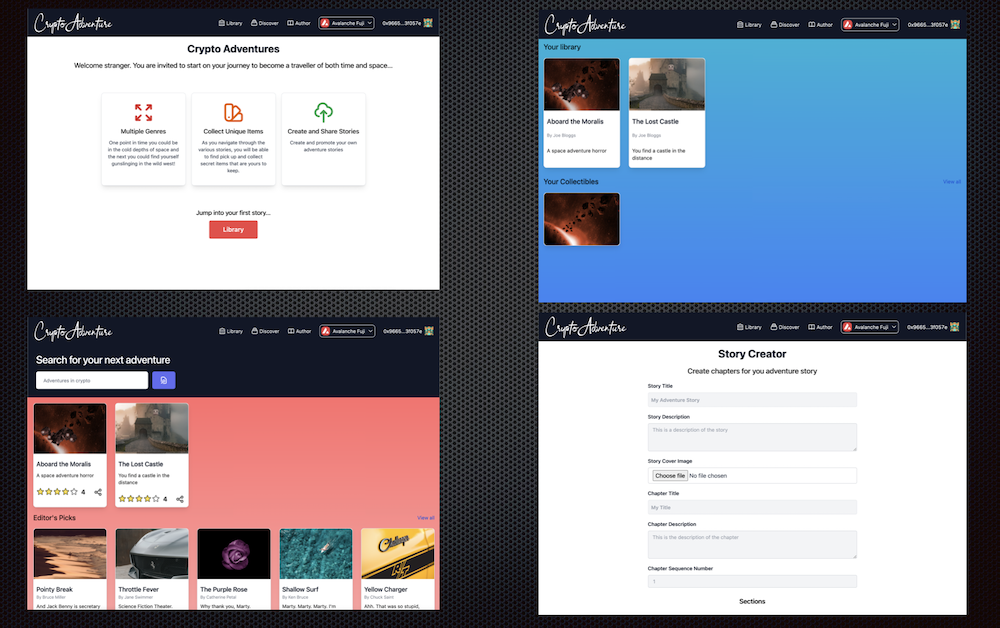 Crypto Adventure
Library Discover Author Avalanche Fuji 0x9665...3f057e
Crypto Adventures
Welcome stranger. You are invited to start on your journey to become a traveller of both time and space...
Multiple Genres
One point in time you could be
in the cold depths of space and
the next you could find yourself
gunslinging in the wild west!
Collect Unique Items
As you navigate through the
various stories, you will be able
to find pick up and collect
secret items that are yours to
keep.
Create and Share Stories
Create and promote your own
adventure stories
Jump into your first story...
Library
Crypto Adventure
Library Discover Author Avalanche Fuji 0x9665...3f057e
Your library
Aboard the Moralis
By Joe Bloggs
A space adventure horror
The Lost Castle
By Joe Bloggs
You find a castle in the
distance
Your Collectibles
View all
Crypto Adventure
Library Discover Author Avalanche Fuji 0x9665...3f057e
Search for your next adventure
Adventures in crypto
Aboard the Moralis
A space adventure horror
4
The Lost Castle
You find a castle in the
distance
4
Editor's Picks
View all
Pointy Break
By Bruce Miller
And Jack Benny is secretary
Throttle Fever
By Jane Swimmer
Science Fiction Theater.
The Purple Rose
By Catherine Petal
Why thank you, Marty.
Shallow Surf
By Ken Bruce
Marty. Marty. Marty. I'm
Challenger
Yellow Charger
By Chuck Saint
Ahh. That was so stupid,
Crypto Adventure
Library Discover Author Avalanche Fuji 0x9665...3f057e
Story Creator
Create chapters for you adventure story
Story Title
My Adventure Story
Story Description
This is a description of the story
Story Cover Image
Choose file No file chosen
Chapter Title
My Title
Chapter Description
This is the description of the chapter
Chapter Sequence Number
1
Sections